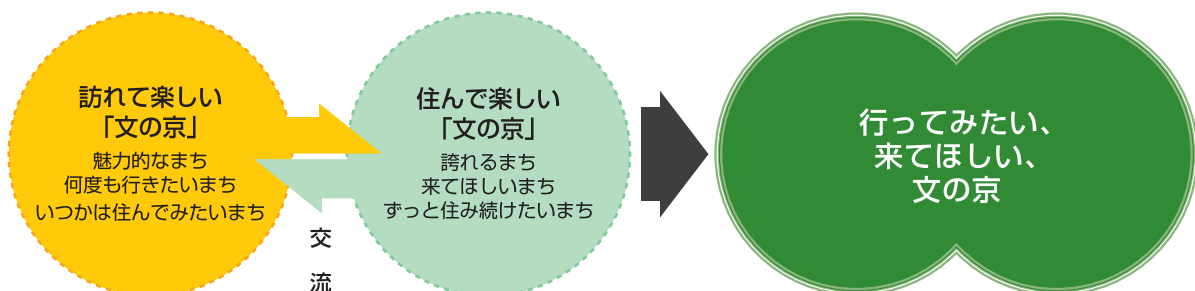 訪れて楽しい
「文の京」
魅力的なまち
何度も行きたいまち
いつかは住んでみたいまち
交
流
住んで楽しい
「文の京」
誇れるまち
来てほしいまち
ずっと住み続けたいまち
行ってみたい、
来てほしい、
文の京